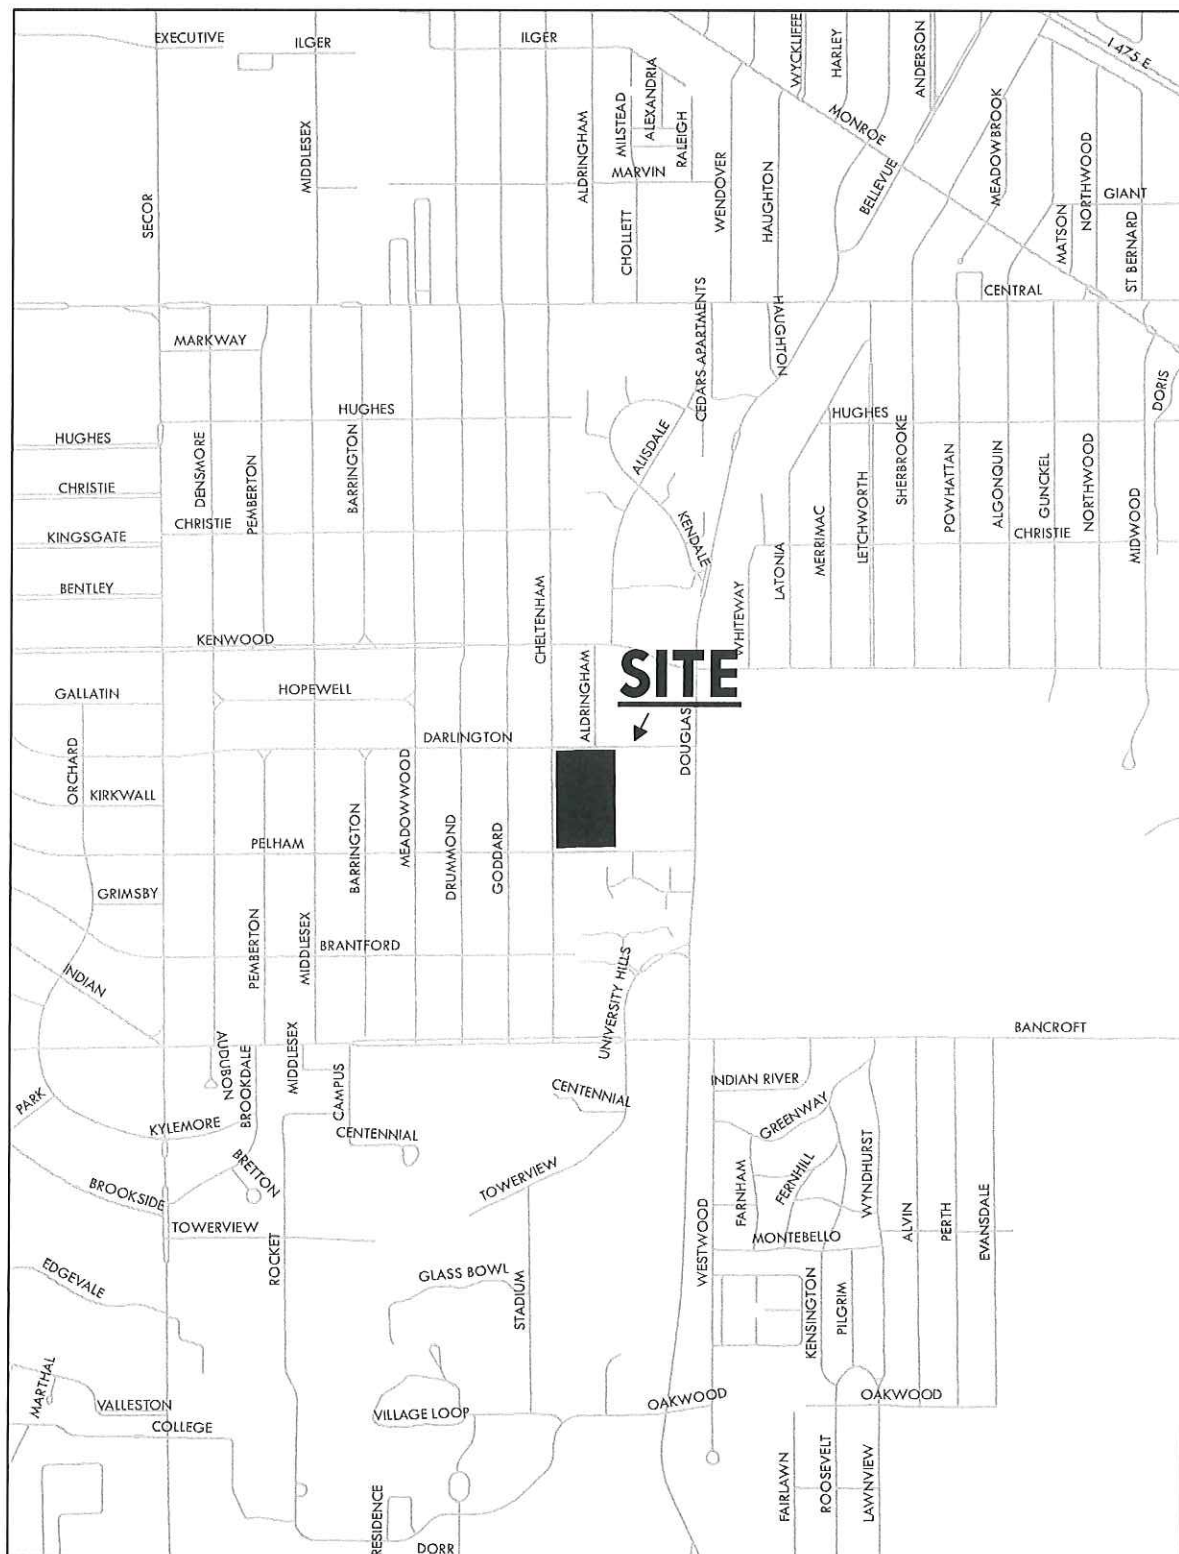 EXECUTIVE
ILGER
ILGER
WYCKLIFFE
HARLEY
ANDERSON
I 475 E
MONROE
MILSTEAD
ALEXANDRIA
RALEIGH
ALDRINGHAM
MIDDLESEX
MARVIN
SECOR
CHOLLETT
WENDOVER
HAUGHTON
BELLEVUE
MEADOWBROOK
NORTHWOOD
MATSON
GIANT
ST BERNARD
CENTRAL
CEDARS APARTMENTS
HAUGHTON
MARKWAY
DORIS
HUGHES
HUGHES
HUGHES
DENSMORE
PEMBERTON
BARRINGTON
ALISDALE
CHRISTIE
CHRISTIE
KINGSGATE
BENTLEY
KENDALE
LATONIA
MERRIMAC
LETCHWORTH
SHERBROOKE
POWHATTAN
ALGONQUIN
GUNCKEL
NORTHWOOD
CHRISTIE
MIDWOOD
KENWOOD
CHELTENHAM
WHITEWAY
ALDRINGHAM
SITE
GALLATIN
HOPEWELL
DARLINGTON
DOUGLAS
ORCHARD
KIRKWALL
PELHAM
BARRINGTON
MEADOWWOOD
DRUMMOND
GODDARD
GRIMSBY
PEMBERTON
MIDDLESEX
BRANTFORD
INDIAN
UNIVERSITY HILLS
BANCROFT
AUDUBON
BROOKDALE
MIDDLESEX
CAMPUS
CENTENNIAL
INDIAN RIVER
GREENWAY
PARK
KYLEMORE
CENTENNIAL
BRETTON
BROOKSIDE
TOWERVIEW
TOWERVIEW
ROCKET
WESTWOOD
FARNHAM
FERNHILL
WYNDHURST
MONTEBELLO
ALVIN
PERTH
EVANSDALE
EDGEVALE
GLASS BOWL
STADIUM
KENSINGTON
PILGRIM
MARTHAL
VALLESTON
COLLEGE
VILLAGE LOOP
OAKWOOD
OAKWOOD
FAIRLAWN
ROOSEVELT
LAWNVIEW
RESIDENCE
DORR